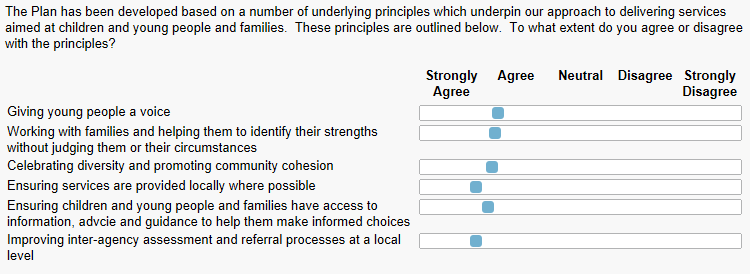 The Plan has been developed based on a number of underlying principles which underpin our approach to delivering services
aimed at children and young people and families.  These principles are outlined below.  To what extent do you agree or disagree
with the principles?
Strongly Agree Agree Neutral Disagree Strongly Disagree
Giving young people a voice
Working with families and helping them to identify their strengths
without judging them or their circumstances
Celebrating diversity and promoting community cohesion
Ensuring services are provided locally where possible
Ensuring children and young people and families have access to
information, advcie and guidance to help them make informed choices
Improving inter-agency assessment and referral processes at a local
level